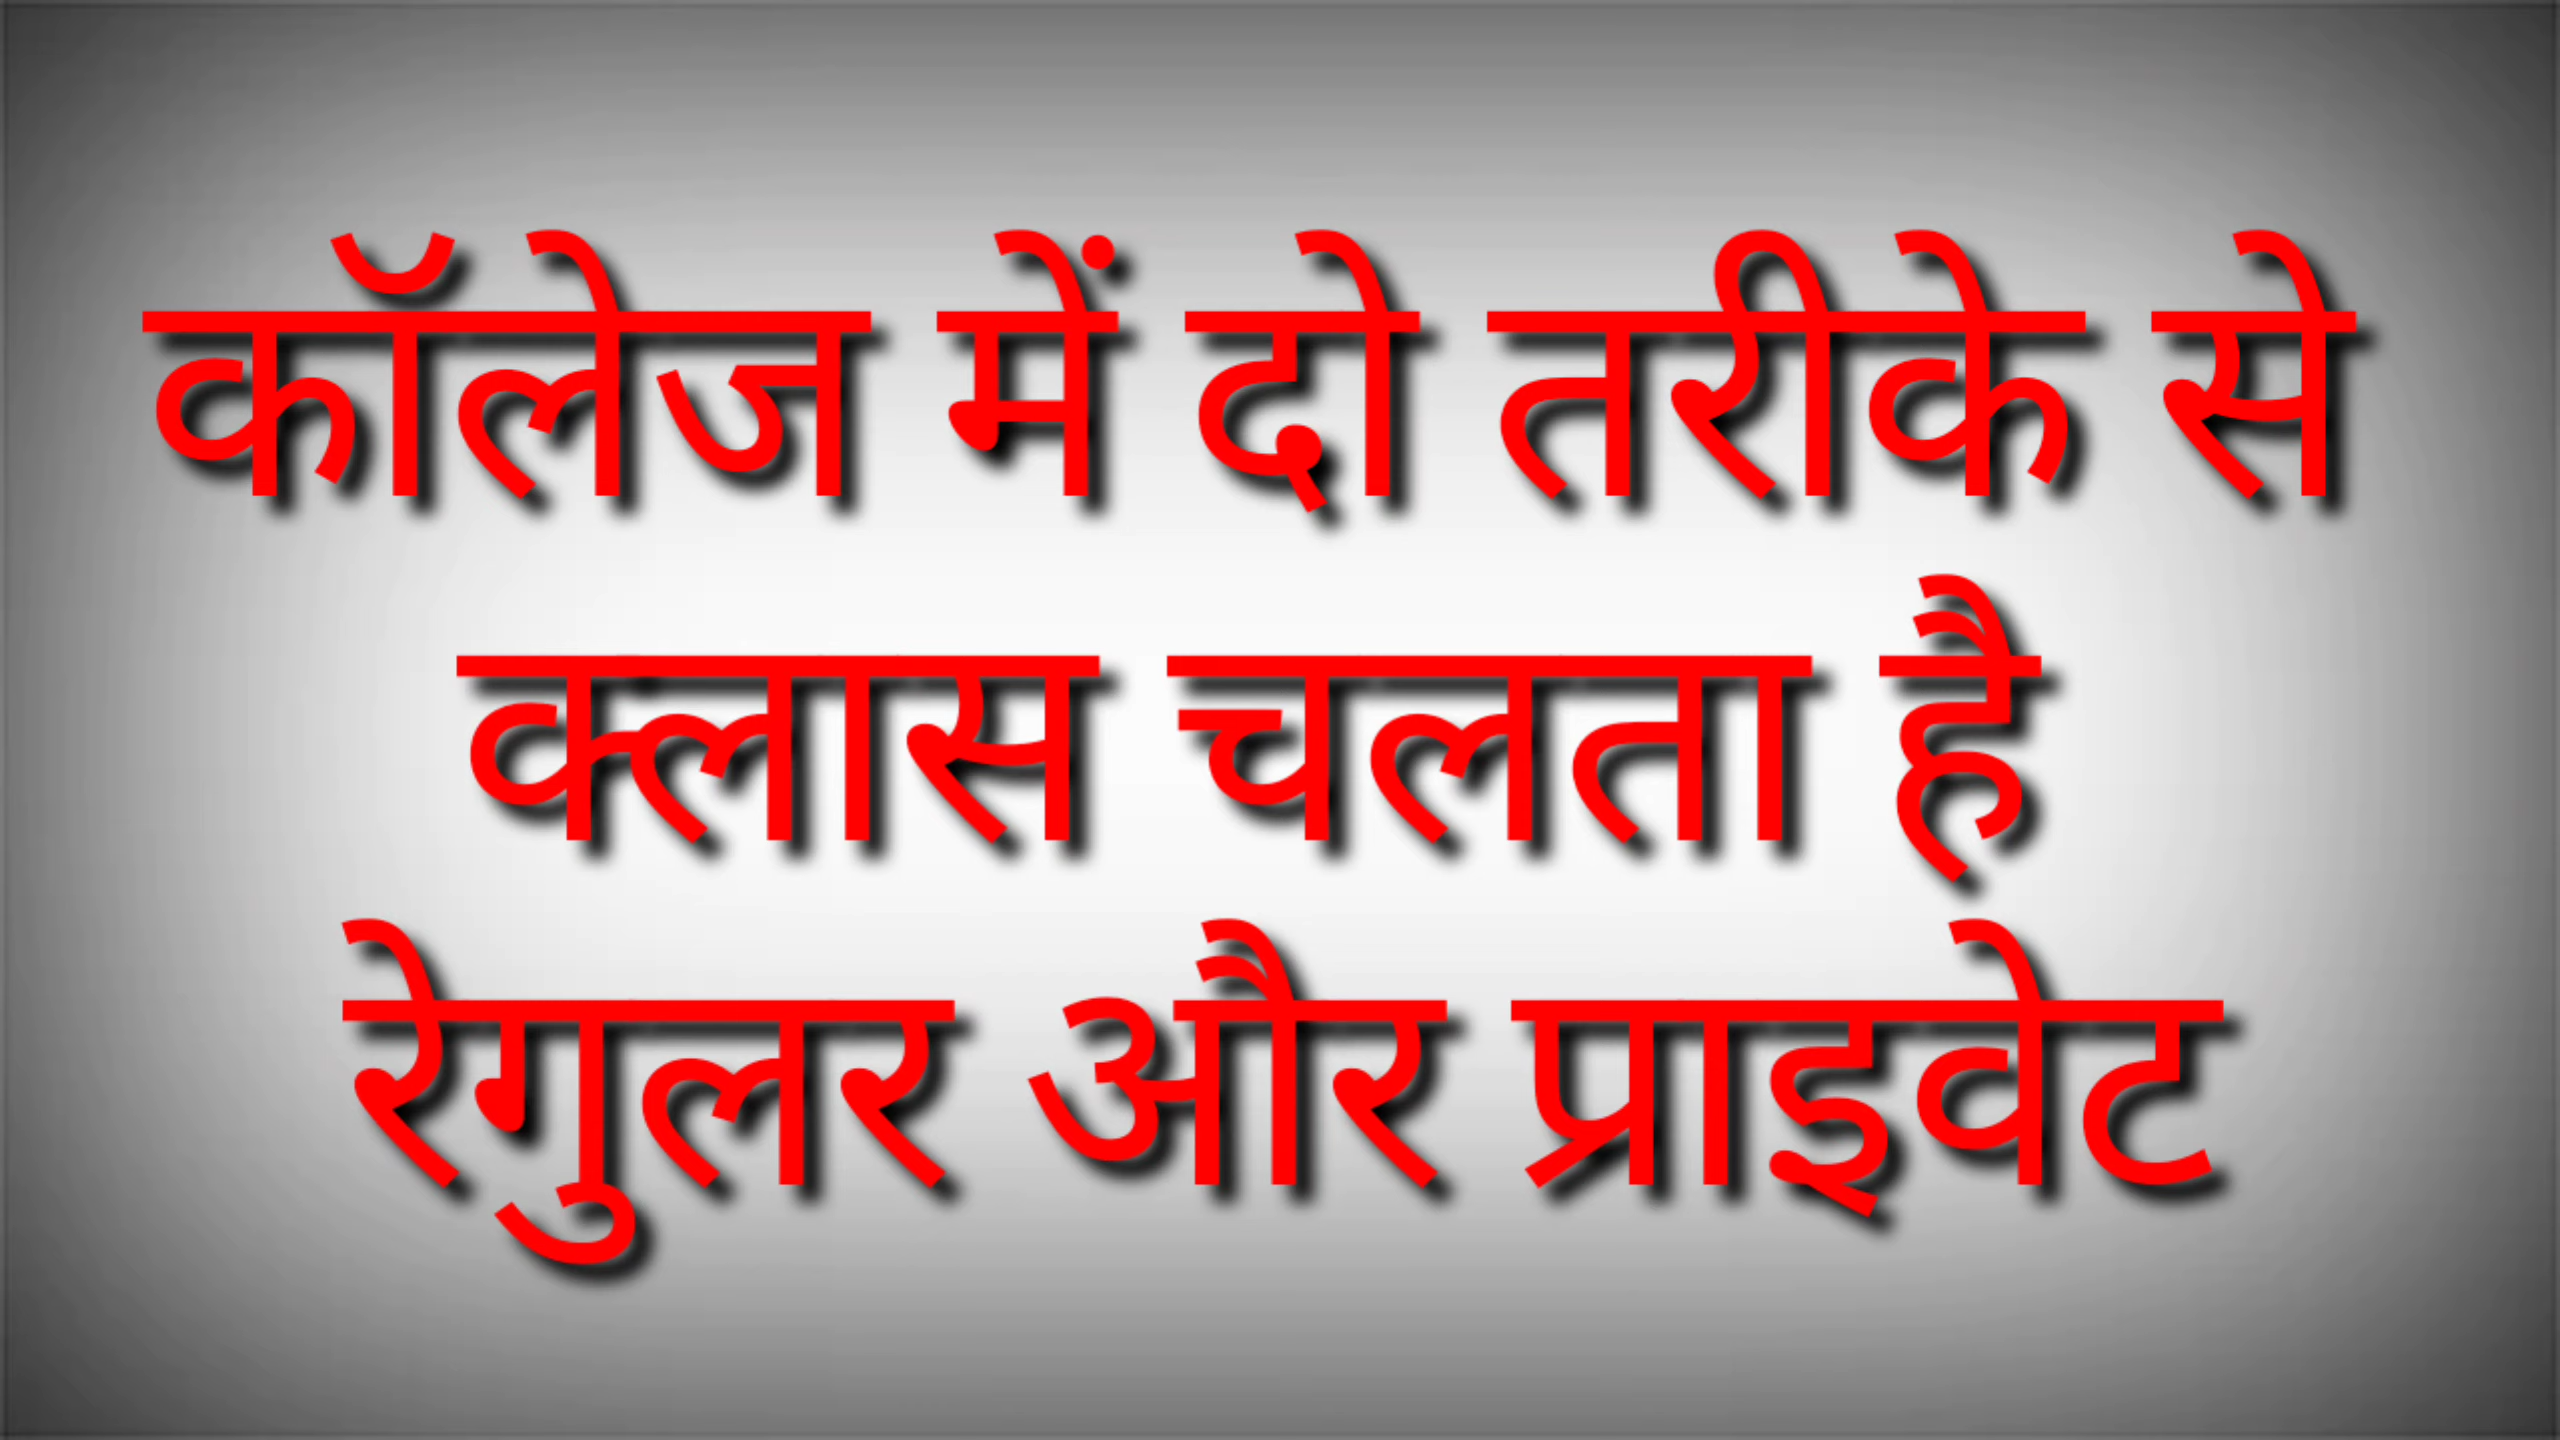 कॉलेज में दो तरीके से
क्लास चलता है
रेगुलर और प्राइवेट